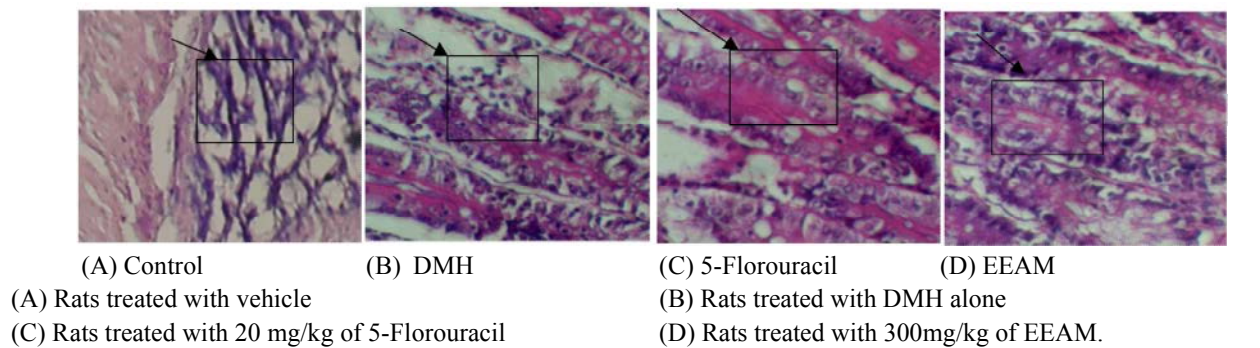 (A) Control (B) DMH (C) 5-Florouracil (D) EEAM
(A) Rats treated with vehicle (B) Rats treated with DMH alone
(C) Rats treated with 20 mg/kg of 5-Florouracil (D) Rats treated with 300mg/kg of EEAM.